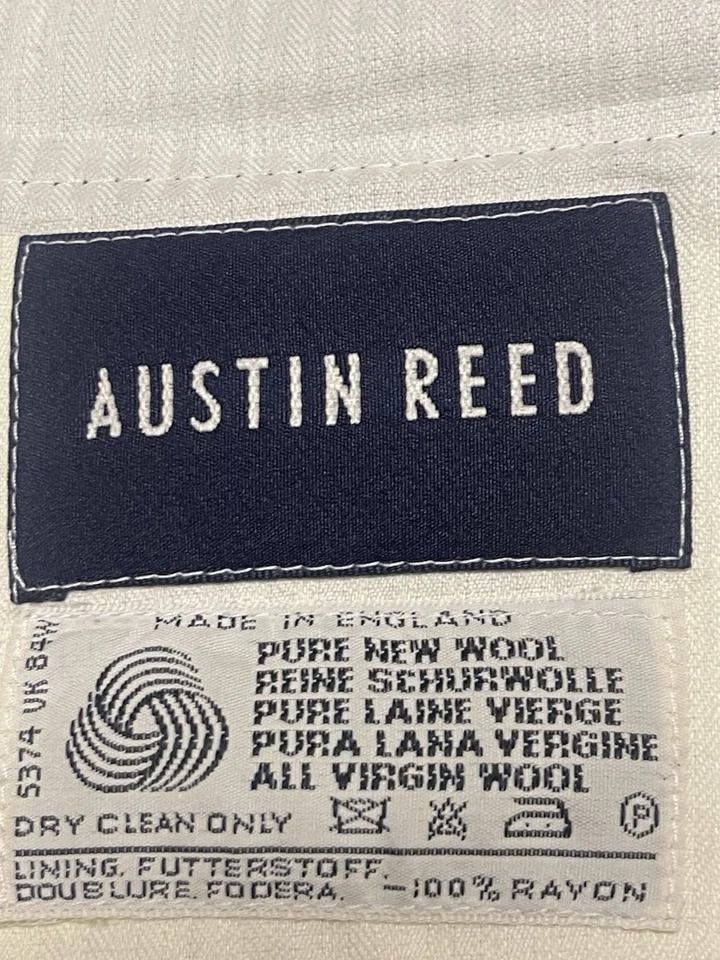 AUSTIN REED
MADE IN ENGLAND
5374 UK 84W
PURE NEW WOOL
REINE SCHURWOLLE
PURE LAINE VIERGE
PURA LANA VERGINE
ALL VIRGIN WOOL
DRY CLEAN ONLY
P
LINING. FUTTERSTOFF.
DOUBLURE. FODERA. -100% RAYON